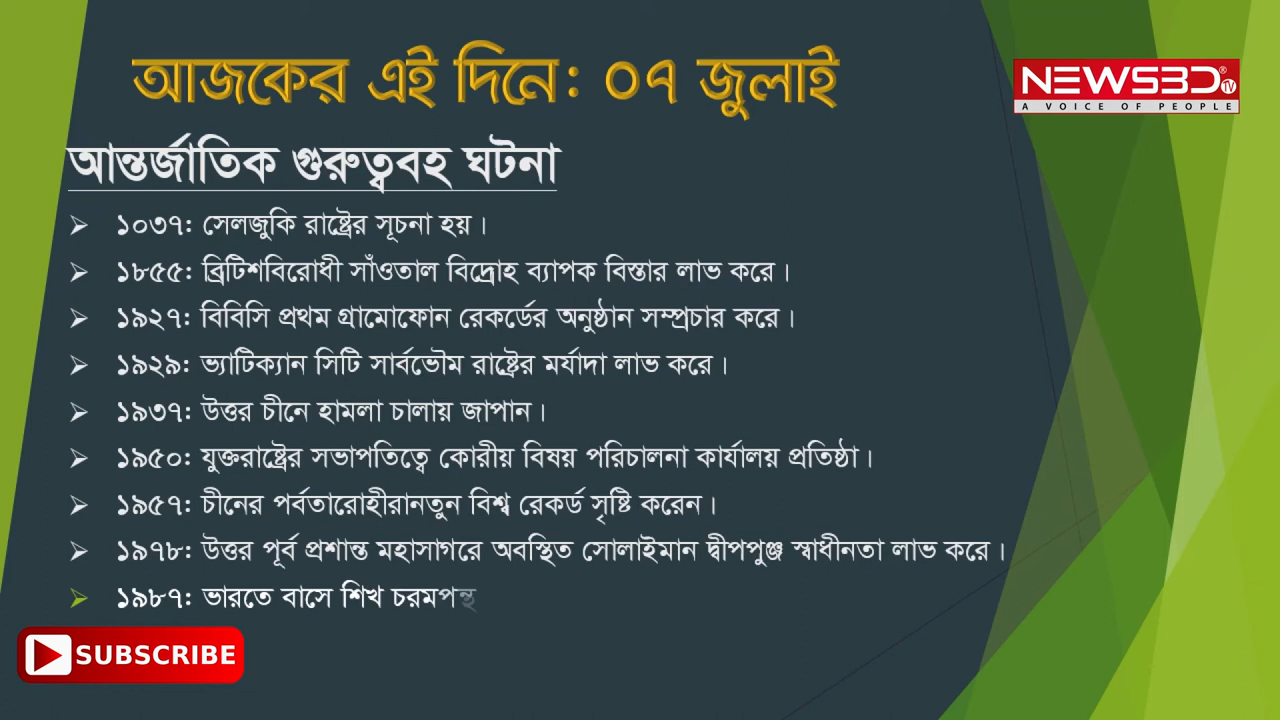 আজকের এই দিনে: ০৭ জুলাই
NEWSBD® TV
A VOICE OF PEOPLE
আন্তর্জাতিক গুরুত্ববহ ঘটনা
১০৩৭: সেলজুকি রাষ্ট্রের সূচনা হয়।
১৮৫৫: ব্রিটিশবিরোধী সাঁওতাল বিদ্রোহ ব্যাপক বিস্তার লাভ করে।
১৯২৭: বিবিসি প্রথম গ্রামোফোন রেকর্ডের অনুষ্ঠান সম্প্রচার করে।
১৯২৯: ভ্যাটিক্যান সিটি সার্বভৌম রাষ্ট্রের মর্যাদা লাভ করে।
১৯৩৭: উত্তর চীনে হামলা চালায় জাপান।
১৯৫০: যুক্তরাষ্ট্রের সভাপতিত্বে কোরীয় বিষয় পরিচালনা কার্যালয় প্রতিষ্ঠা।
১৯৫৭: চীনের পর্বতারোহীরানতুন বিশ্ব রেকর্ড সৃষ্টি করেন।
১৯৭৮: উত্তর পূর্ব প্রশান্ত মহাসাগরে অবস্থিত সোলাইমান দ্বীপপুঞ্জ স্বাধীনতা লাভ করে।
১৯৮৭: ভারতে বাসে শিখ চরমপন্থ
SUBSCRIBE